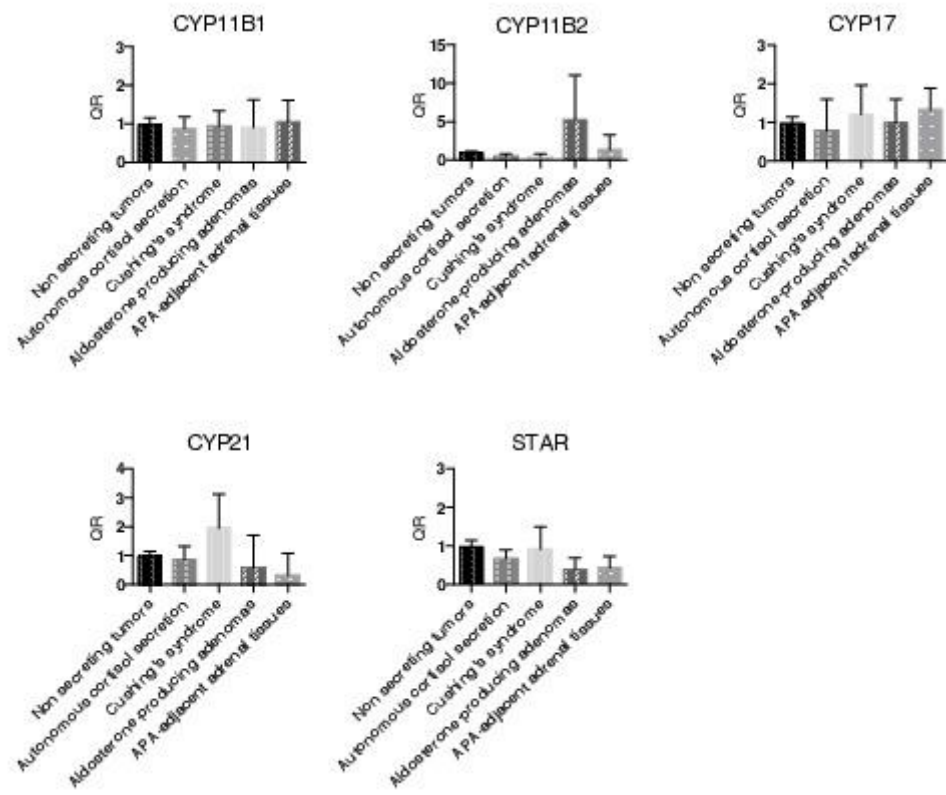 CYP11B1
QR
3
2
1
0
Non secreting tumors
Autonomous cortisol secretion
Cushing's syndrome
Aldosterone-producing adenomas
APA-adjacent adrenal tissues
CYP11B2
QR
15
10
5
0
Non secreting tumors
Autonomous cortisol secretion
Cushing's syndrome
Aldosterone-producing adenomas
APA-adjacent adrenal tissues
CYP17
QR
3
2
1
0
Non secreting tumors
Autonomous cortisol secretion
Cushing's syndrome
Aldosterone-producing adenomas
APA-adjacent adrenal tissues
CYP21
QR
4
3
2
1
0
Non secreting tumors
Autonomous cortisol secretion
Cushing's syndrome
Aldosterone-producing adenomas
APA-adjacent adrenal tissues
STAR
QR
3
2
1
0
Non secreting tumors
Autonomous cortisol secretion
Cushing's syndrome
Aldosterone-producing adenomas
APA-adjacent adrenal tissues